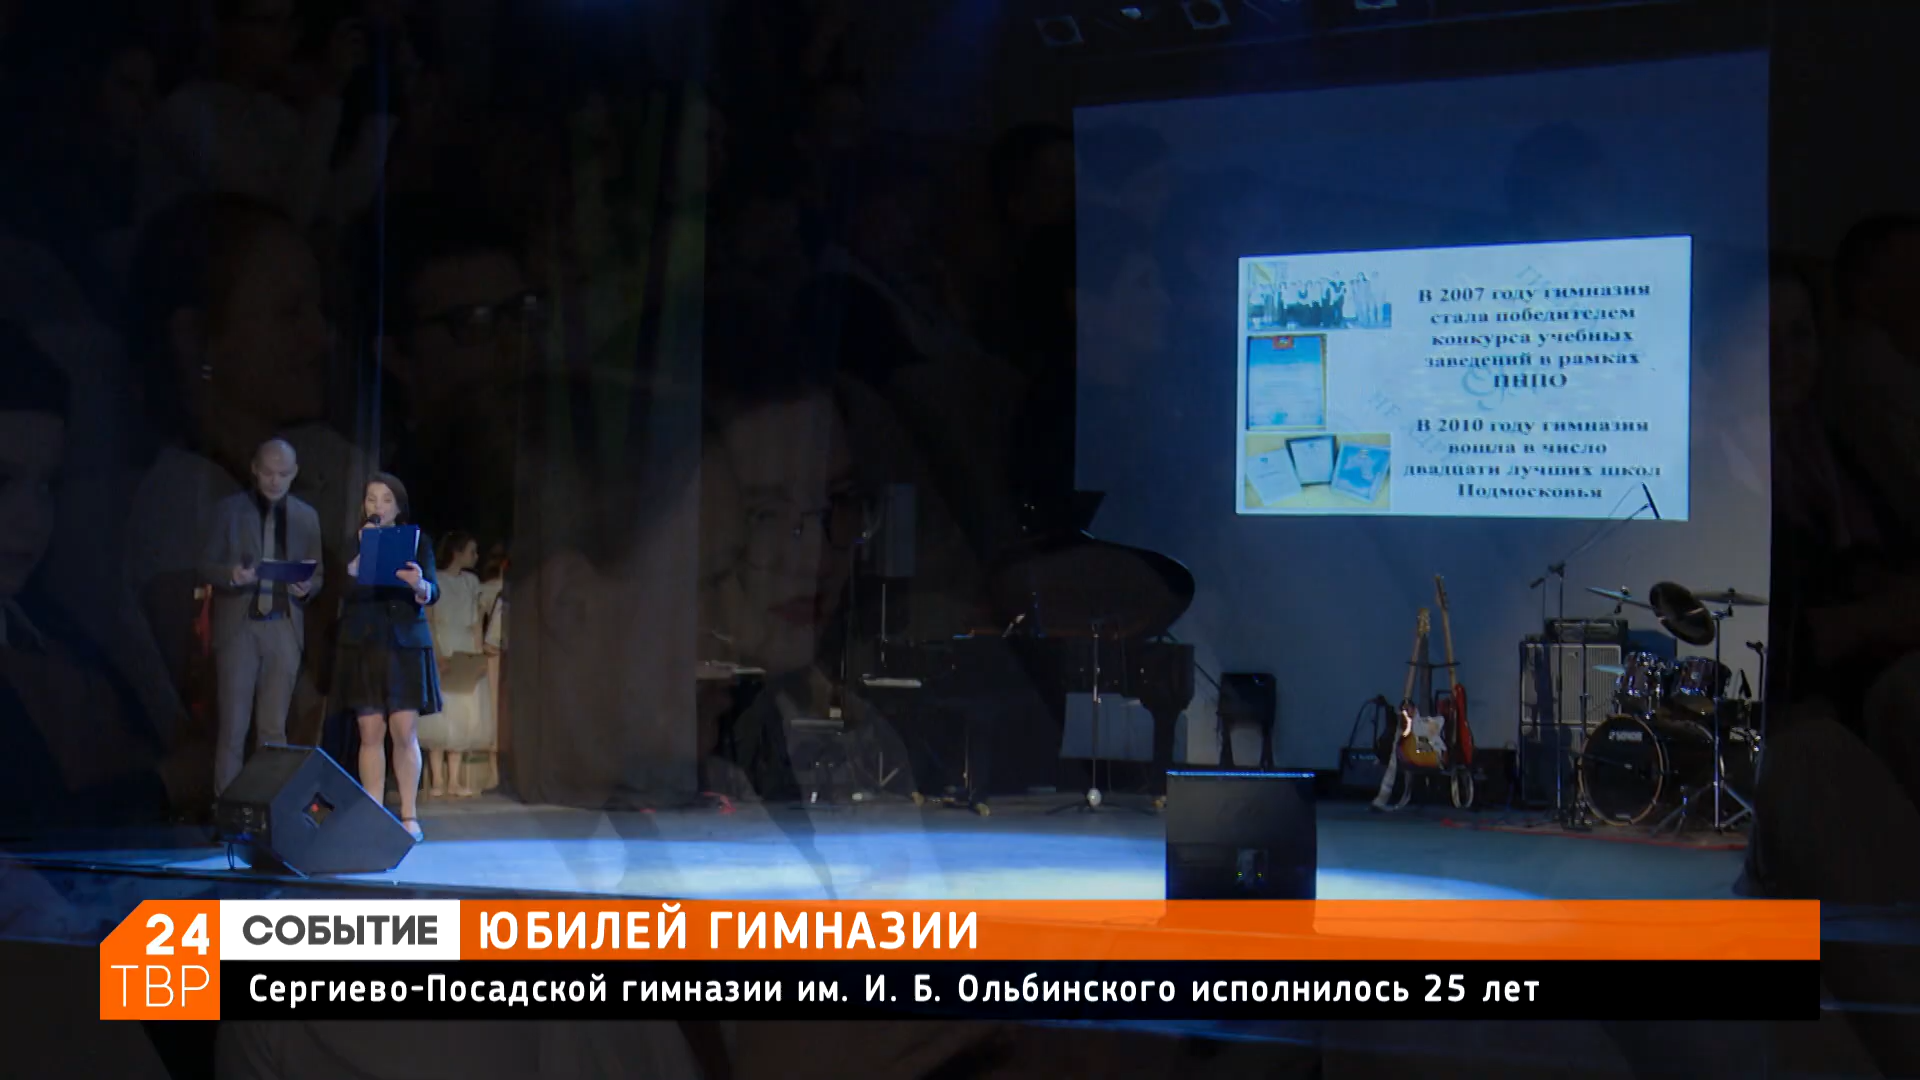 В 2007 году гимназия
стала победителем
конкурса учебных
заведений в рамках
ПНПО
В 2010 году гимназия
вошла в число
двадцати лучших школ
Подмосковья
SONOR
24
ТВР
СОБЫТИЕ
ЮБИЛЕЙ ГИМНАЗИИ
Сергиево-Посадской гимназии им. И. Б. Ольбинского исполнилось 25 лет